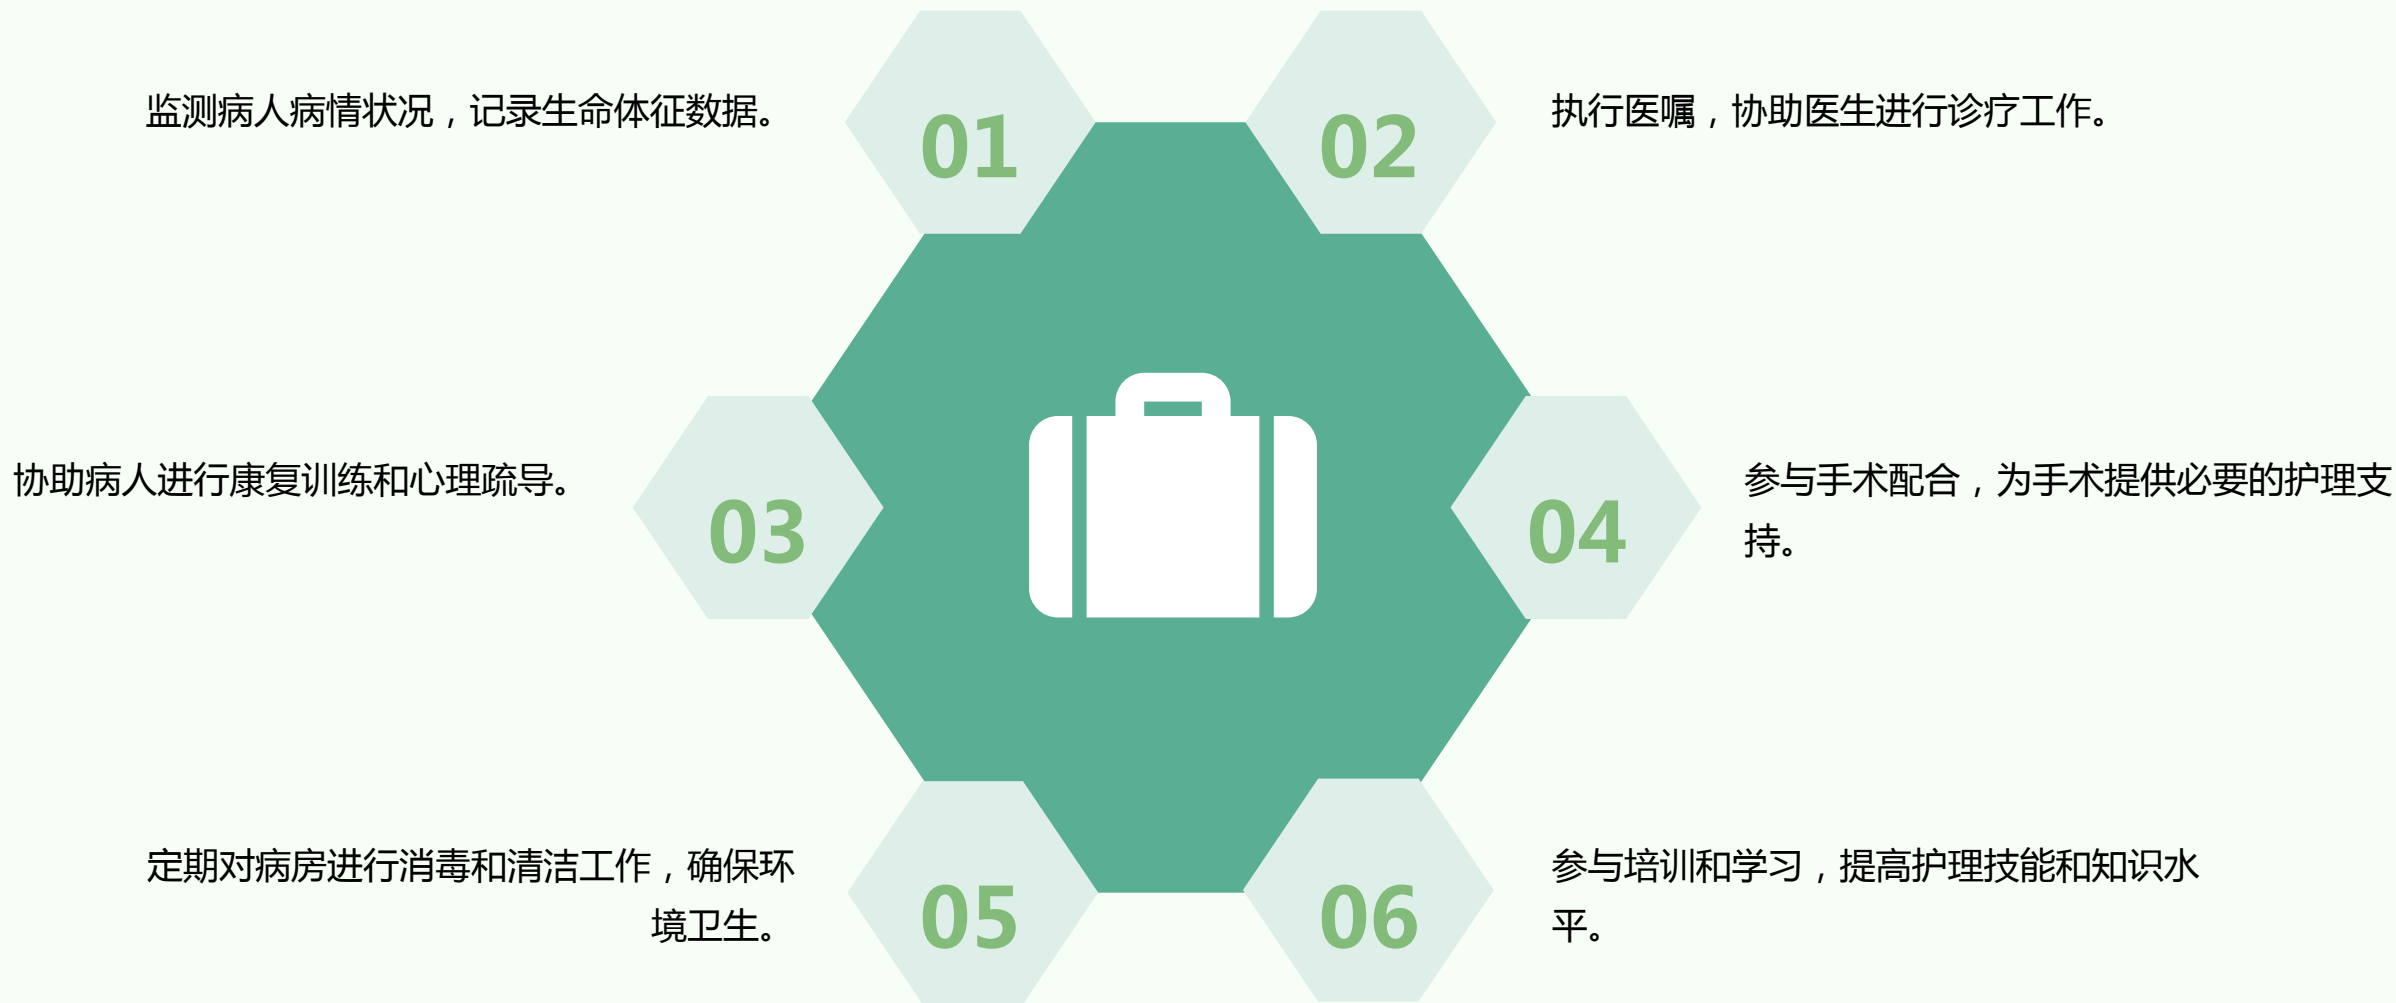 监测病人病情状况，记录生命体征数据。
01
02
执行医嘱，协助医生进行诊疗工作。
协助病人进行康复训练和心理疏导。
03
04
参与手术配合，为手术提供必要的护理支
持。
定期对病房进行消毒和清洁工作，确保环
境卫生。
05
06
参与培训和学习，提高护理技能和知识水
平。